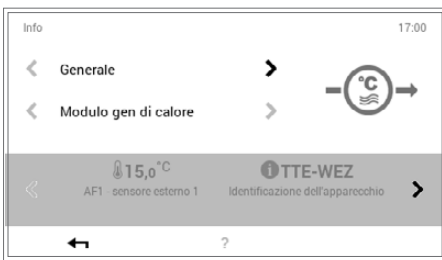 Info 17:00
Generale
°C
Modulo gen di calore
15,0°C TTE-WEZ
AF1 - sensore esterno 1 Identificazione dell'apparecchio
?